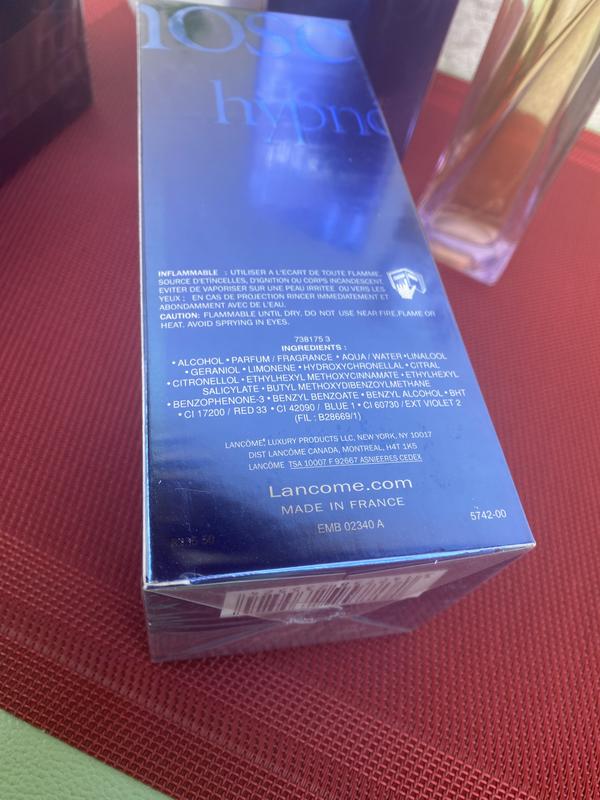 hypno
INFLAMMABLE : UTILISER A L'ECART DE TOUTE FLAMME,
SOURCE D'ETINCELLES, D'IGNITION OU CORPS INCANDESCENT.
EVITER DE VAPORISER SUR UNE PEAU IRRITEE OU VERS LES
YEUX ; EN CAS DE PROJECTION RINCER IMMEDIATEMENT ET
ABONDAMMENT AVEC DE L'EAU.
CAUTION: FLAMMABLE UNTIL DRY. DO NOT USE NEAR FIRE,FLAME OR
HEAT. AVOID SPRYING IN EYES.
738175 3
INGREDIENTS :
• ALCOHOL • PARFUM / FRAGRANCE • AQUA / WATER •LINALOOL
• GERANIOL • LIMONENE • HYDROXYCHRONELLAL • CITRAL
• CITRONELLOL • ETHYLHEXYL METHOXYCINNAMATE • ETHYLHEXYL
SALICYLATE • BUTYL METHOXYDIBENZOYLMETHANE
• BENZOPHENONE-3 • BENZYL BENZOATE • BENZYL ALCOHOL • BHT
• CI 17200 / RED 33 • CI 42090 / BLUE 1 • CI 60730 / EXT VIOLET 2
(FIL : B28669/1)
LANCÔME, LUXURY PRODUCTS LLC, NEW YORK, NY 10017
DIST LANCÔME CANADA, MONTREAL, H4T 1K5
LANCÔME TSA 10007 F 92667 ASNIEERES CEDEX
Lancome.com
MADE IN FRANCE
EMB 02340 A
5742-00